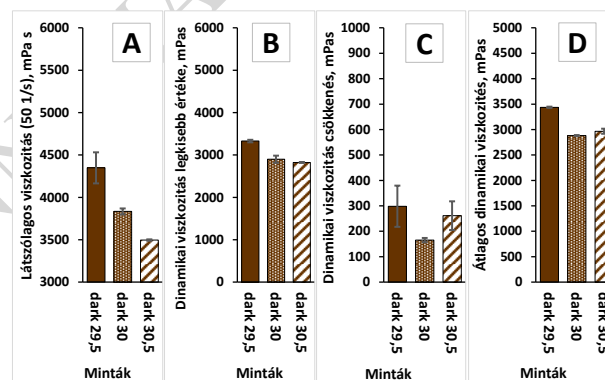 A
Látszólagos viszkozitás (50 1/s), mPa s
6000
5500
5000
4500
4000
3500
3000
dark 29,5
dark 30
dark 30,5
Minták
B
Dinamikai viszkozitás legkisebb értéke, mPas
6000
5000
4000
3000
2000
1000
0
dark 29,5
dark 30
dark 30,5
Minták
C
Dinamikai viszkozitás csökkenés, mPas
1000
900
800
700
600
500
400
300
200
100
0
dark 29,5
dark 30
dark 30,5
Minták
D
Átlagos dinamikai viszkozités, mPas
5000
4500
4000
3500
3000
2500
2000
1500
1000
500
0
dark 29,5
dark 30
dark 30,5
Minták